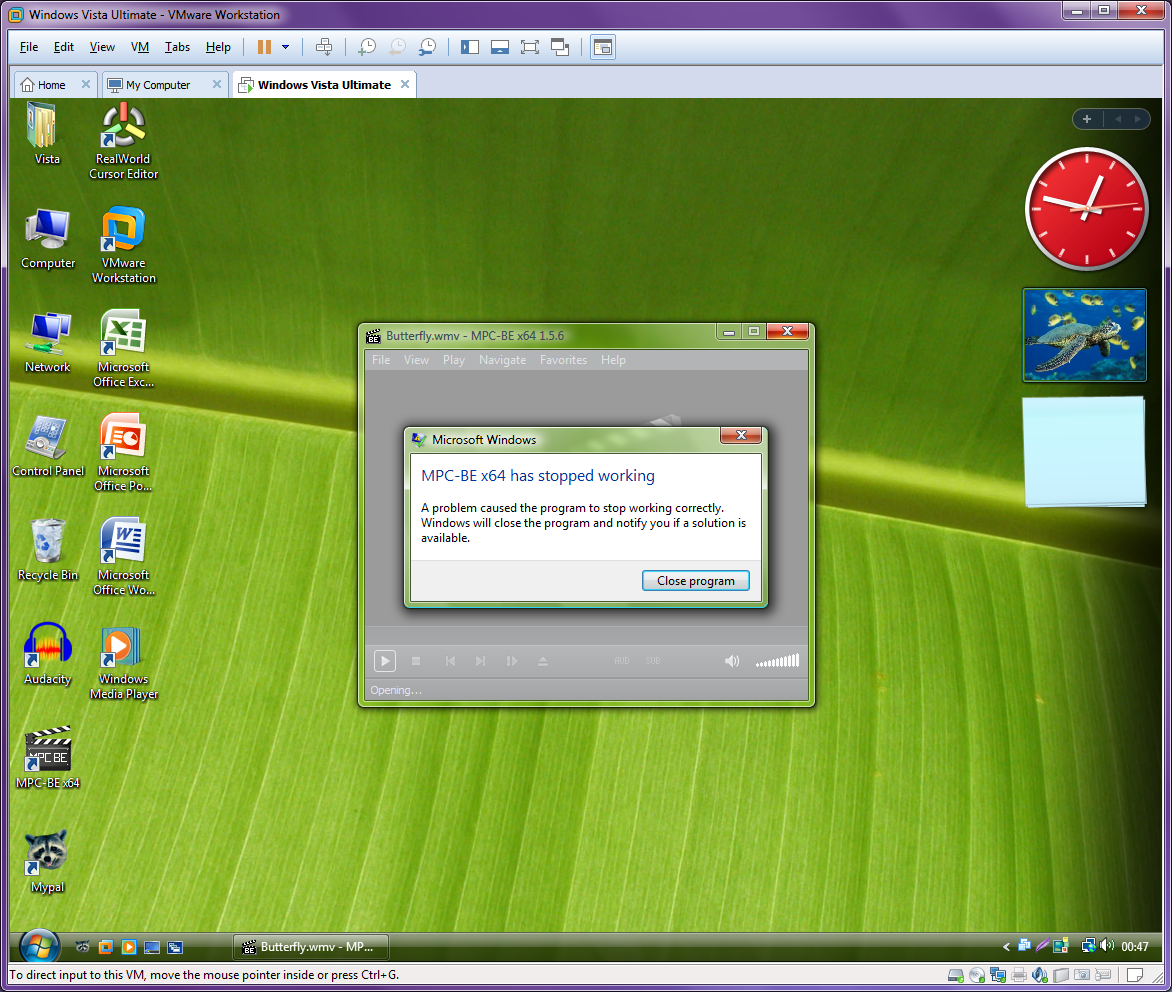 Windows Vista Ultimate - VMware Workstation
File Edit View VM Tabs Help
Home
My Computer
Windows Vista Ultimate
Vista
RealWorld
Cursor Editor
Computer
VMware
Workstation
Network
Microsoft
Office Exc...
Control Panel
Microsoft
Office Po...
Recycle Bin
Microsoft
Office Wo...
Audacity
Windows
Media Player
MPC BE
MPC-BE x64
Mypal
BE
Butterfly.wmv - MPC-BE x64 1.5.6
File View Play Navigate Favorites Help
Microsoft Windows
MPC-BE x64 has stopped working
A problem caused the program to stop working correctly.
Windows will close the program and notify you if a solution is
available.
Close program
AUD SUB
Opening...
BE
Butterfly.wmv - MP...
00:47
To direct input to this VM, move the mouse pointer inside or press Ctrl+G.